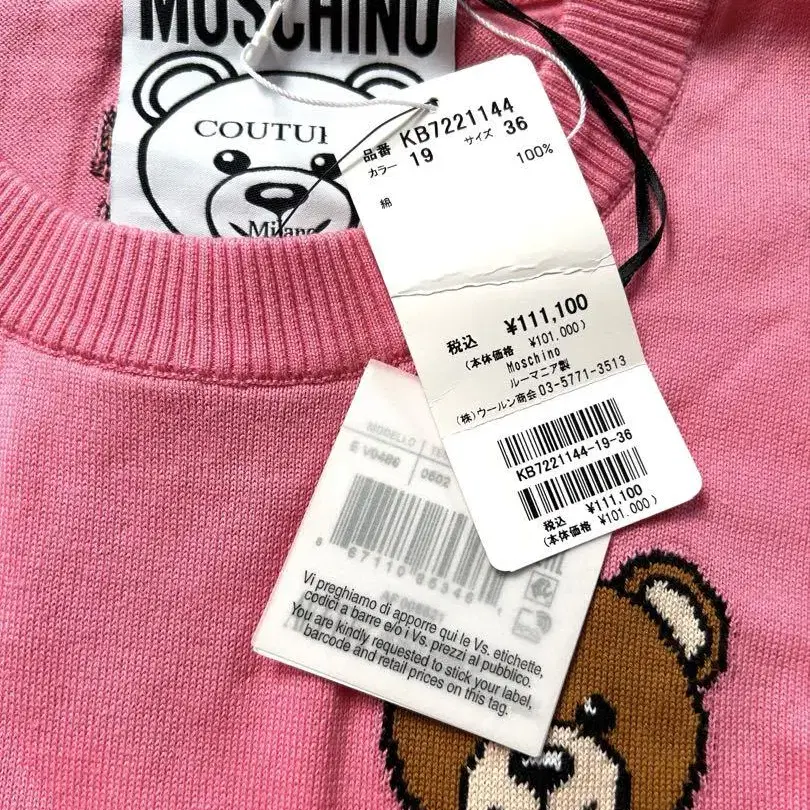 MOSCHINO
COUTUR
Milano
品番 KB7221144
カラー 19 サイズ 36
綿 100%
税込 ¥111,100
(本体価格 ¥101.000)
Moschino
ルーマニア製
(株)ウールン商会 03-5771-3513
KB7221144-19-36
税込 ¥111,100
(本体価格 ¥101.000)
MODELLO
E V0486 0602
Vi preghiamo di apporre qui le Vs. etichette,
codici a barre e/o i Vs. prezzi al pubblico.
You are kindly requested to stick your label,
barcode and retail prices on this tag.